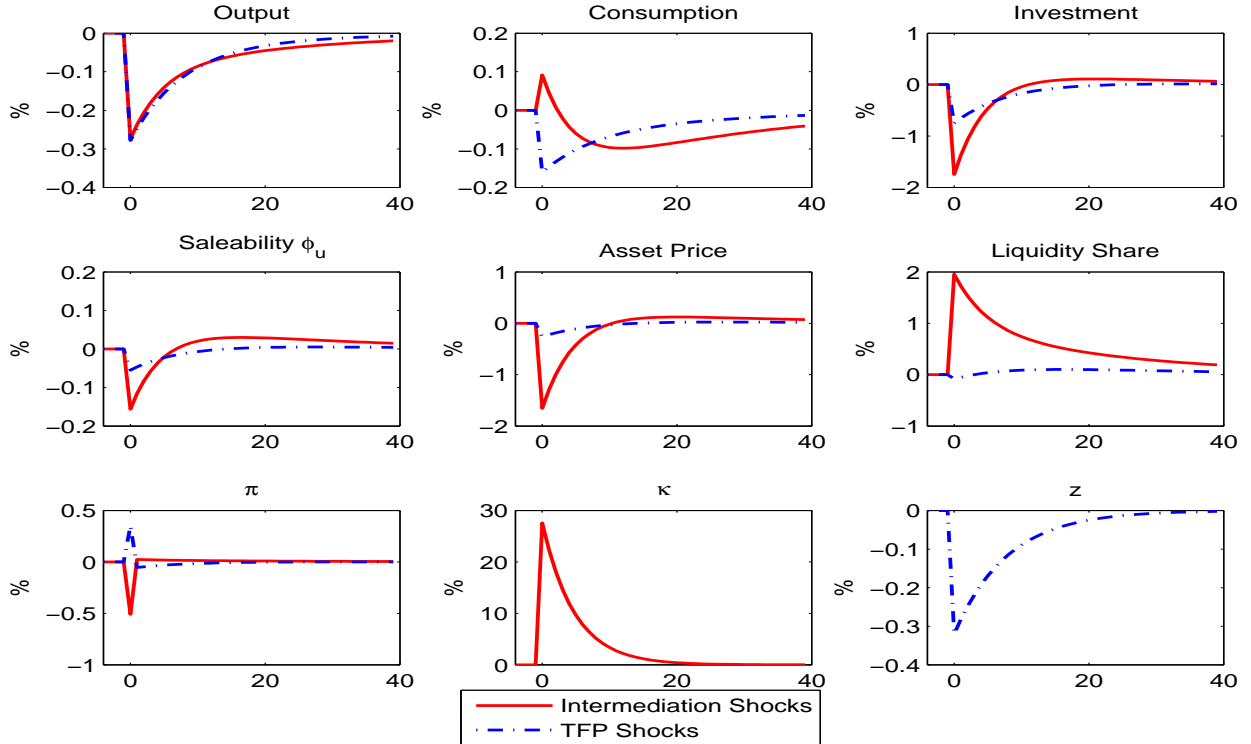 Output
Consumption
Investment
0
−0.1
−0.2
−0.3
−0.4
%
0 20 40
0.2
0.1
0
−0.1
−0.2
%
0 20 40
1
0
−1
−2
%
0 20 40
Saleability ϕ_u
Asset Price
Liquidity Share
0.2
0.1
0
−0.1
−0.2
%
0 20 40
1
0
−1
−2
%
0 20 40
2
1
0
−1
%
0 20 40
π
κ
z
0.5
0
−0.5
−1
%
0 20 40
30
20
10
0
%
0 20 40
0
−0.1
−0.2
−0.3
−0.4
%
0 20 40
Intermediation Shocks
TFP Shocks